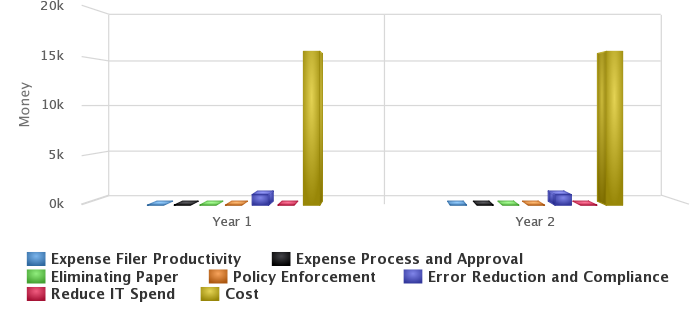 20k
15k
10k
5k
0k
Money
Year 1 Year 2
Expense Filer Productivity Expense Process and Approval
Eliminating Paper Policy Enforcement Error Reduction and Compliance
Reduce IT Spend Cost